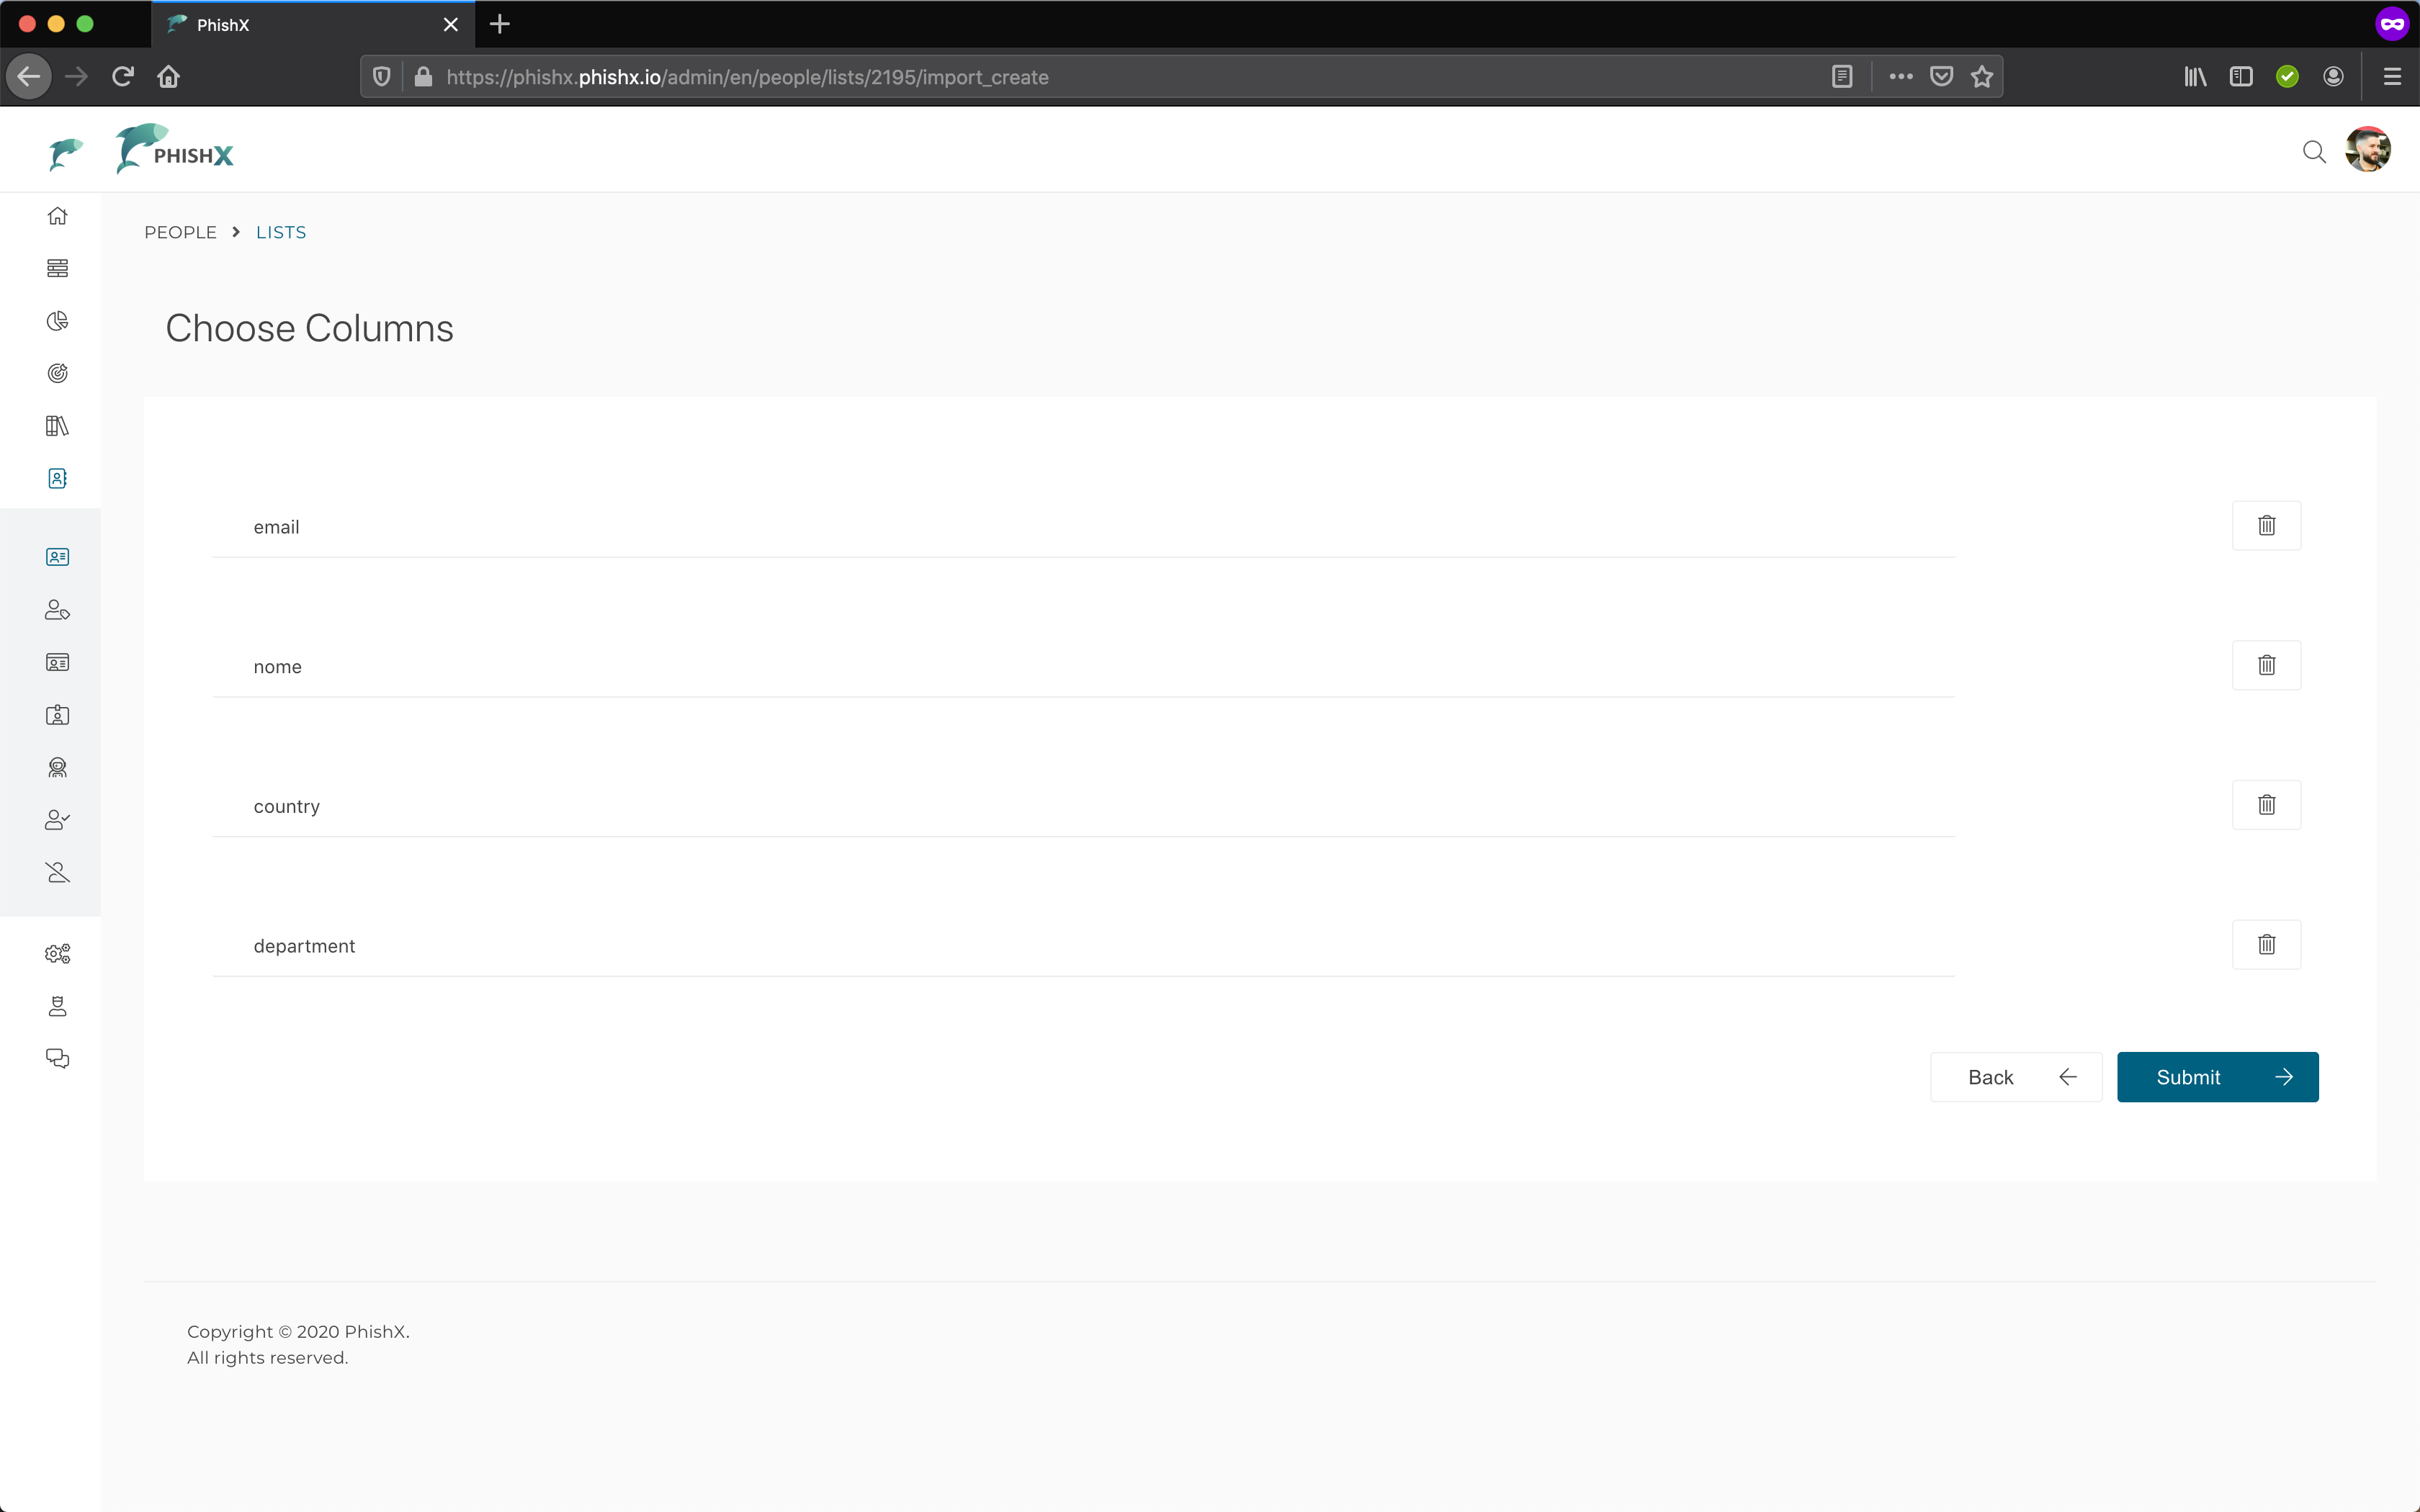 PhishX
https://phishx.phishx.io/admin/en/people/lists/2195/import_create
PHISHX
PEOPLE > LISTS
Choose Columns
email
nome
country
department
Back
Submit
Copyright © 2020 PhishX.
All rights reserved.